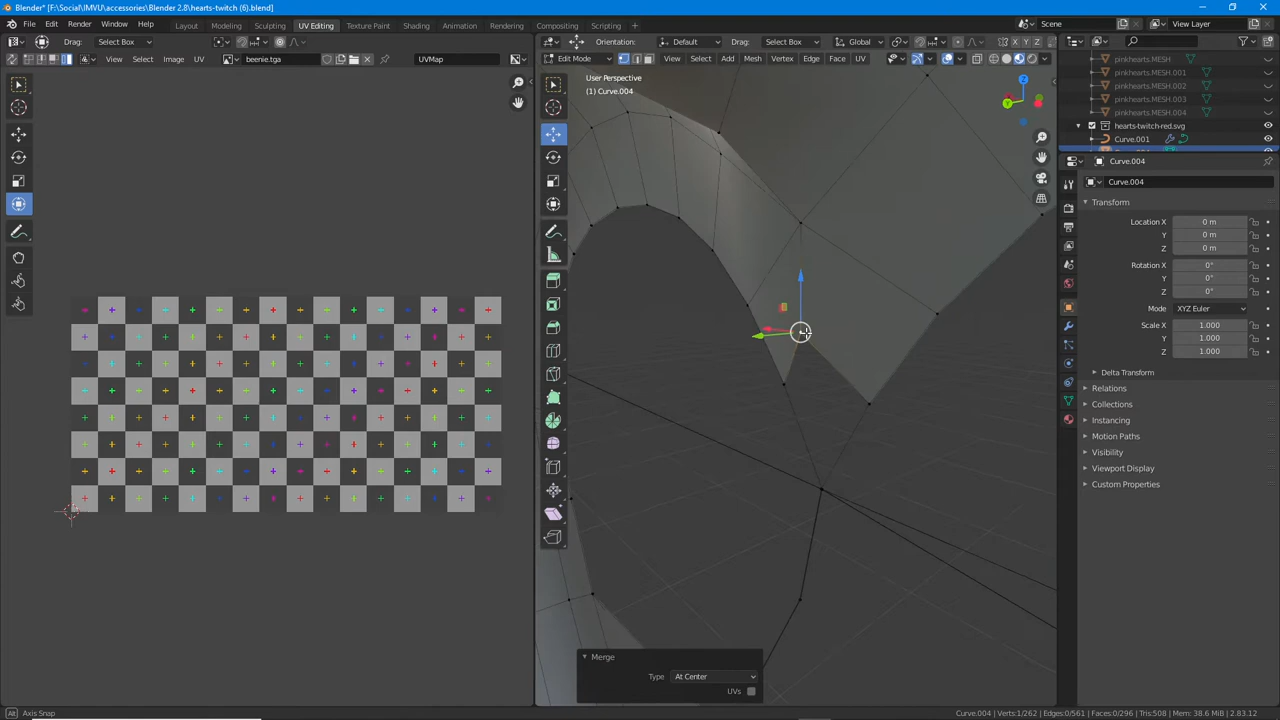 Blender* [F:\Social\IMVU\accessories\Blender 2.8\hearts-twitch (6).blend]
File Edit Render Window Help Layout Modeling Sculpting UV Editing Texture Paint Shading Animation Rendering Compositing Scripting Scene View Layer
Drag: Select Box Orientation: Default Drag: Select Box Global X Y Z
View Select Image UV beenie.tga UVMap Edit Mode View Select Add Mesh Vertex Edge Face UV
pinkhearts.MESH
pinkhearts.MESH.001
pinkhearts.MESH.002
pinkhearts.MESH.003
pinkhearts.MESH.004
hearts-twitch-red.svg
Curve.001
User Perspective
(1) Curve.004
Z
Y
Curve.004
Curve.004
Transform
Location X 0 m
Y 0 m
Z 0 m
Rotation X 0°
Y 0°
Z 0°
Mode XYZ Euler
Scale X 1.000
Y 1.000
Z 1.000
Delta Transform
Relations
Collections
Instancing
Motion Paths
Visibility
Viewport Display
Custom Properties
Merge
Type At Center
UVs
Alt Axis Snap Curve.004 | Verts:1/262 | Edges:0/561 | Faces:0/296 | Tris:508 | Mem: 38.6 MiB | 2.83.12